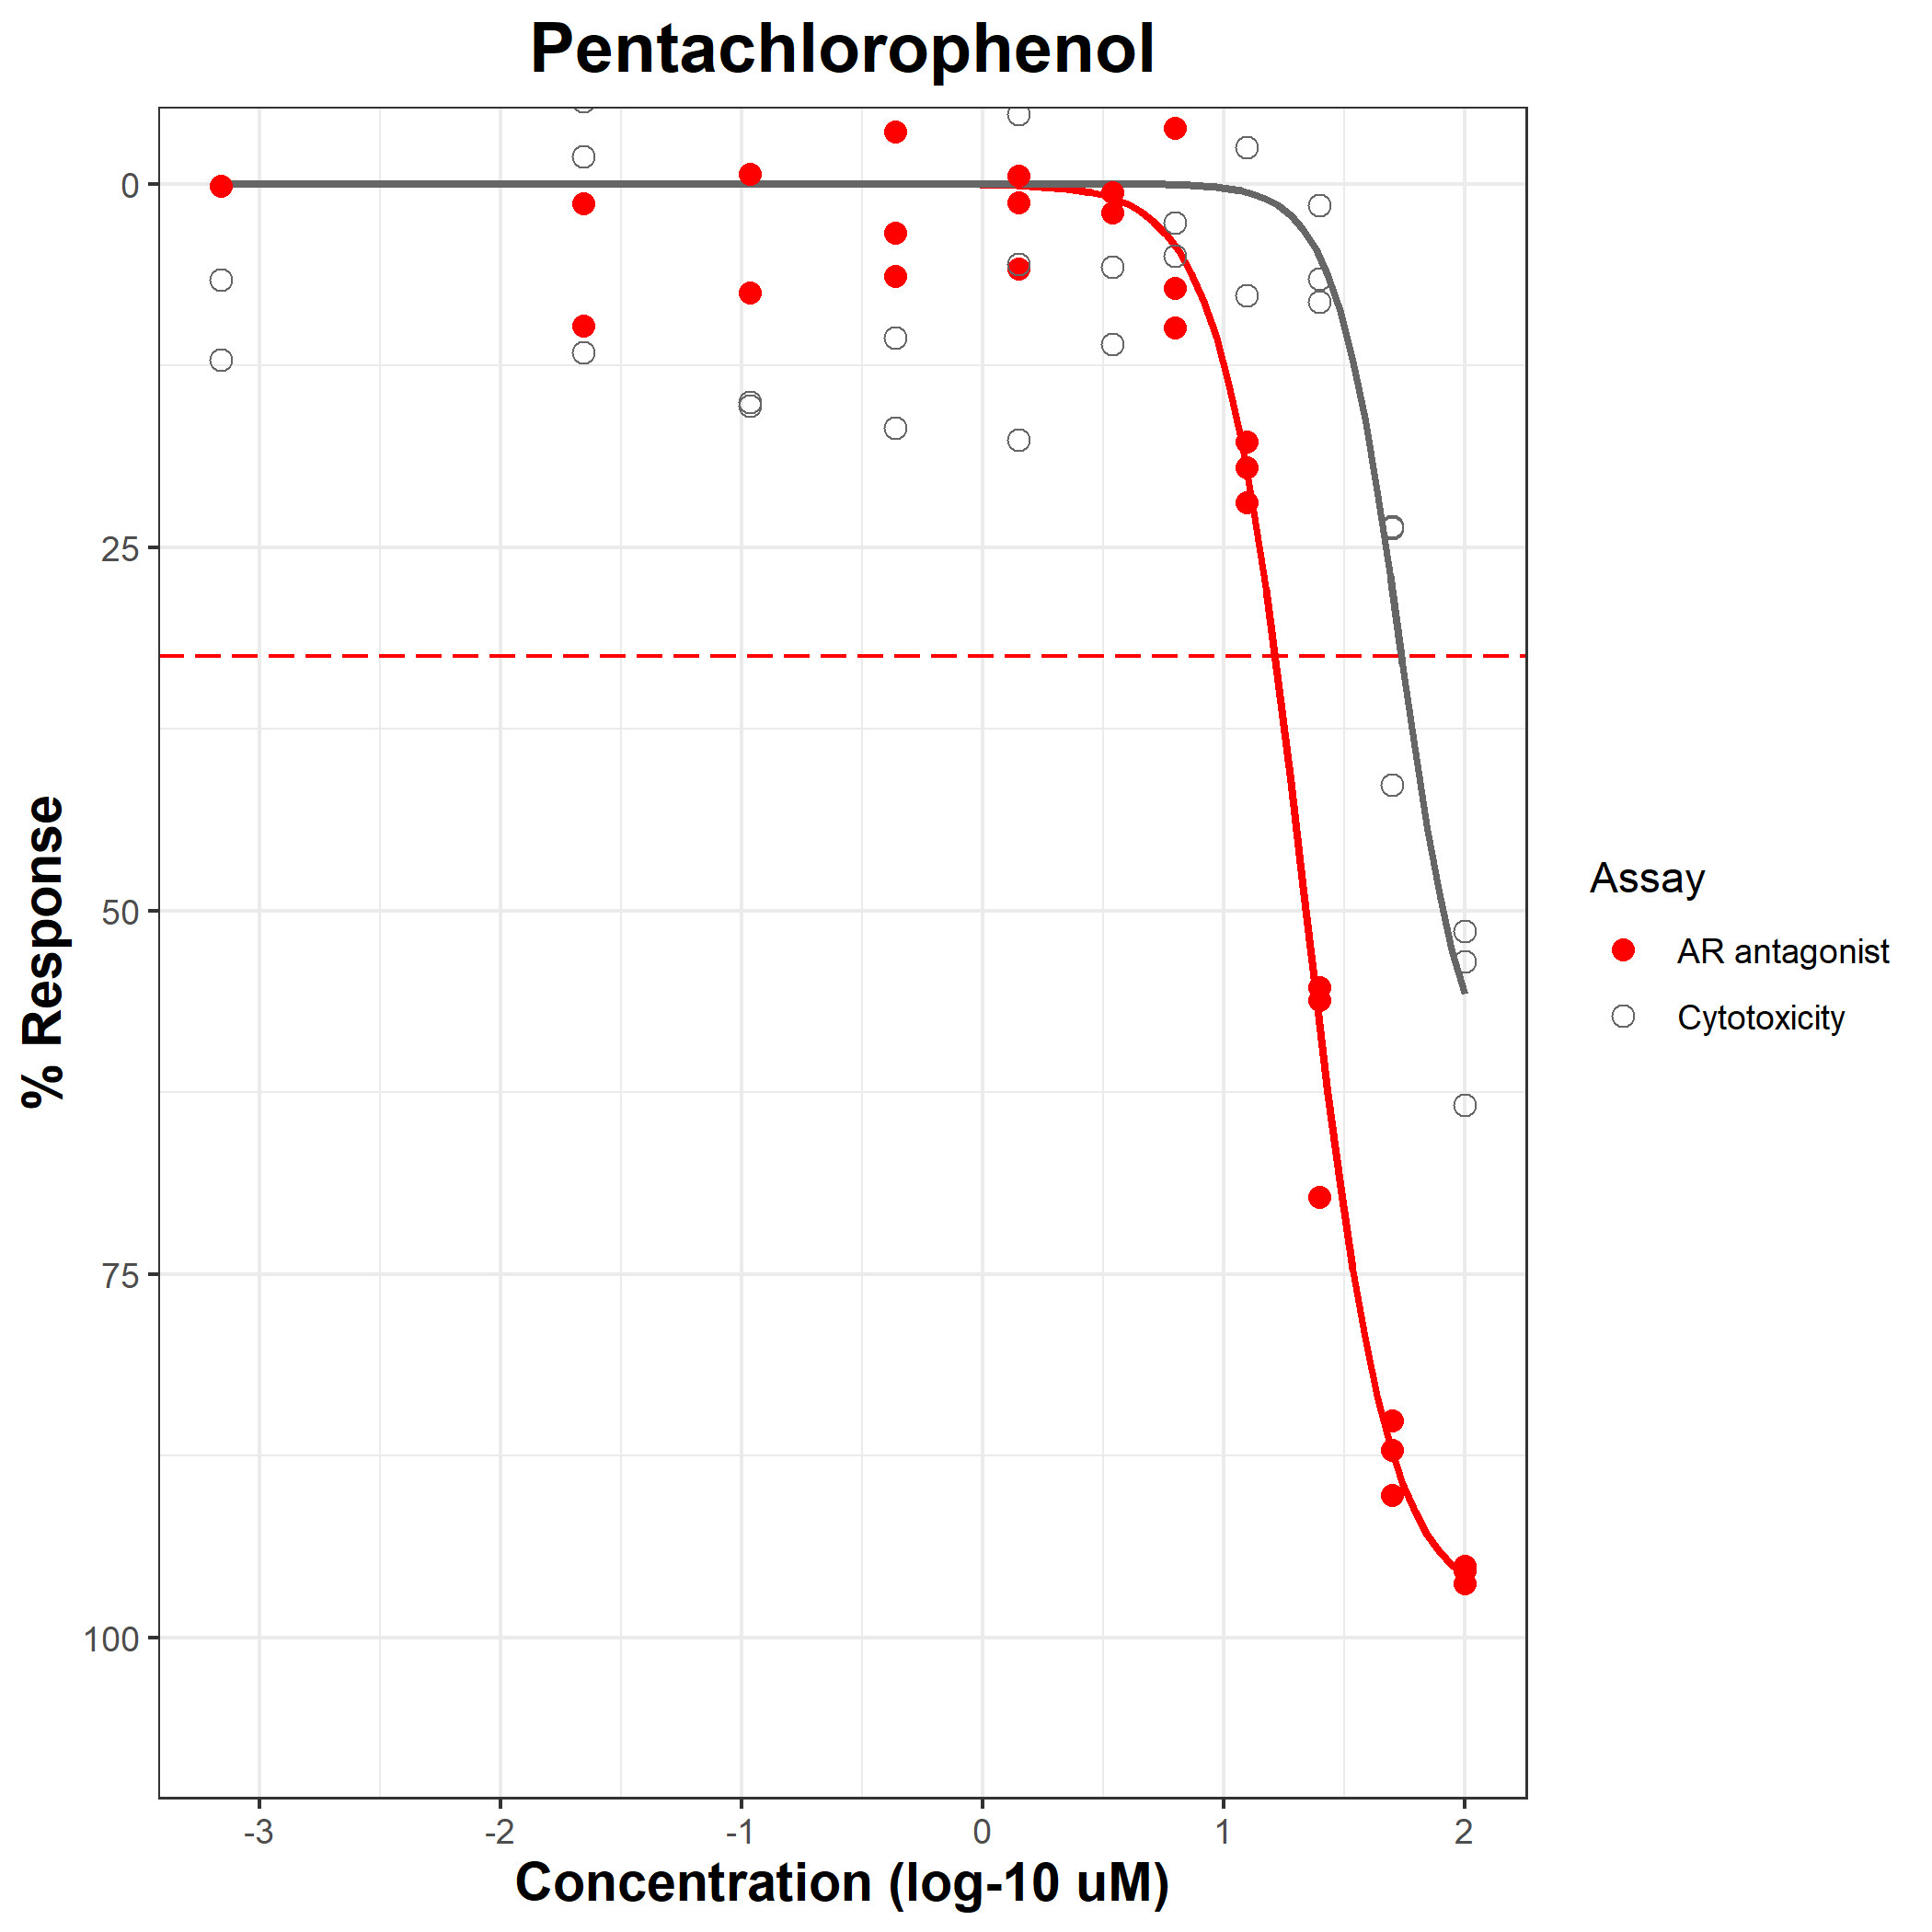 Pentachlorophenol
% Response
0
25
50
75
100
-3
-2
-1
0
1
2
Concentration (log-10 uM)
Assay
AR antagonist
Cytotoxicity